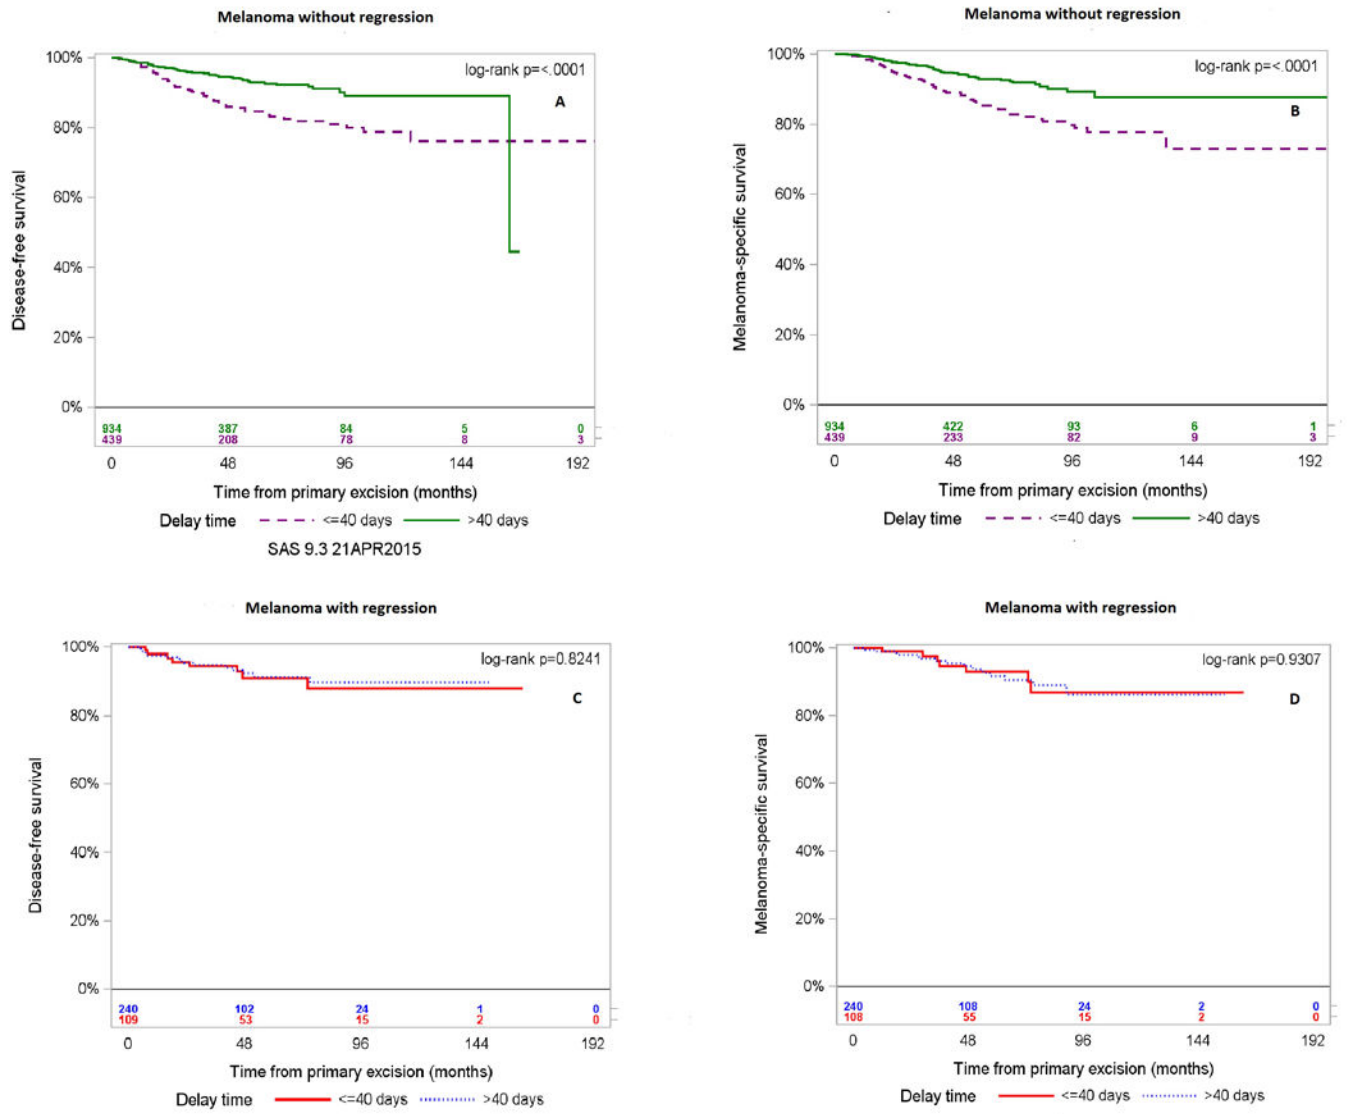 Melanoma without regression
100%
80%
60%
40%
20%
0%
Disease-free survival
log-rank p=<.0001
A
934 387 84 5 0
439 208 78 8 3
0 48 96 144 192
Time from primary excision (months)
Delay time <=40 days >40 days
SAS 9.3 21APR2015
Melanoma without regression
100%
80%
60%
40%
20%
0%
Melanoma-specific survival
log-rank p=<.0001
B
934 422 93 6 1
439 233 82 9 3
0 48 96 144 192
Time from primary excision (months)
Delay time <=40 days >40 days
Melanoma with regression
100%
80%
60%
40%
20%
0%
Disease-free survival
log-rank p=0.8241
C
240 102 24 1 0
109 53 15 2 0
0 48 96 144 192
Time from primary excision (months)
Delay time <=40 days >40 days
Melanoma with regression
100%
80%
60%
40%
20%
0%
Melanoma-specific survival
log-rank p=0.9307
D
240 108 24 2 0
108 55 15 2 0
0 48 96 144 192
Time from primary excision (months)
Delay time <=40 days >40 days